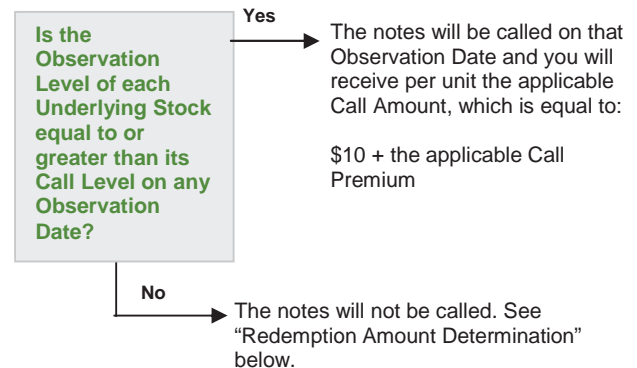 Is the
Observation
Level of each
Underlying Stock
equal to or
greater than its
Call Level on any
Observation
Date?
Yes
The notes will be called on that
Observation Date and you will
receive per unit the applicable
Call Amount, which is equal to:
$10 + the applicable Call
Premium
No
The notes will not be called. See
“Redemption Amount Determination”
below.